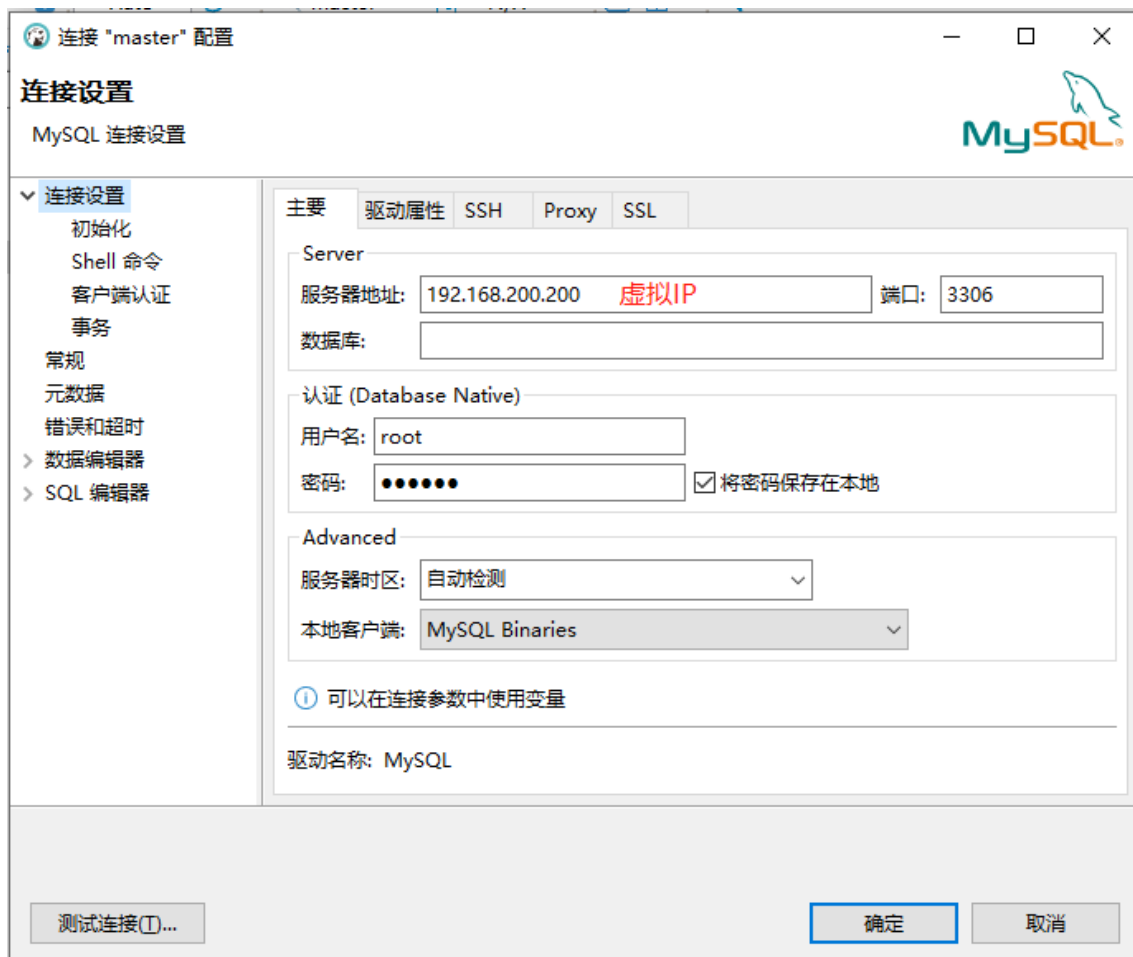 连接 "master" 配置
连接设置
MySQL 连接设置
MySQL®
连接设置
初始化
Shell 命令
客户端认证
事务
常规
元数据
错误和超时
数据编辑器
SQL 编辑器
主要 驱动属性 SSH Proxy SSL
Server
服务器地址: 192.168.200.200 虚拟IP 端口: 3306
数据库:
认证 (Database Native)
用户名: root
密码: ●●●●●● 将密码保存在本地
Advanced
服务器时区: 自动检测
本地客户端: MySQL Binaries
可以在连接参数中使用变量
驱动名称: MySQL
测试连接(T)... 确定 取消